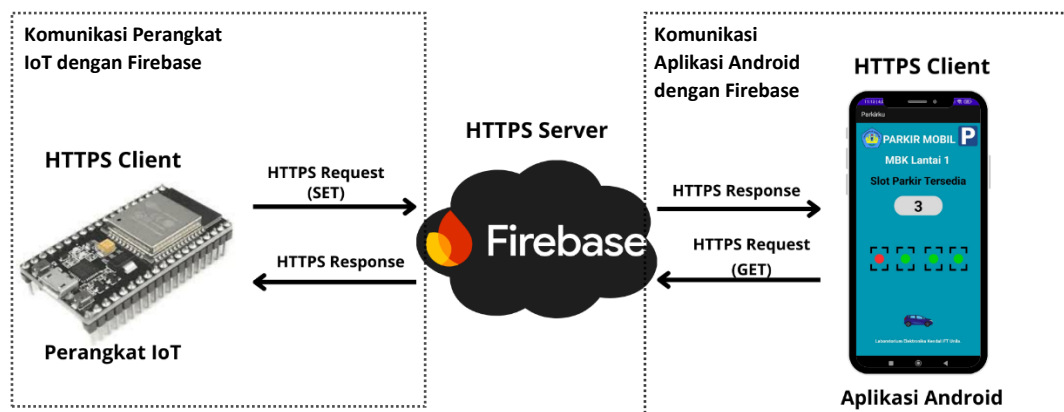 Komunikasi Perangkat
IoT dengan Firebase
HTTPS Client
Perangkat IoT
HTTPS Request
(SET)
HTTPS Response
HTTPS Server
Firebase
HTTPS Response
HTTPS Request
(GET)
Komunikasi
Aplikasi Android
dengan Firebase
HTTPS Client
Parkirku
PARKIR MOBIL P
MBK Lantai 1
Slot Parkir Tersedia
3
Aplikasi Android